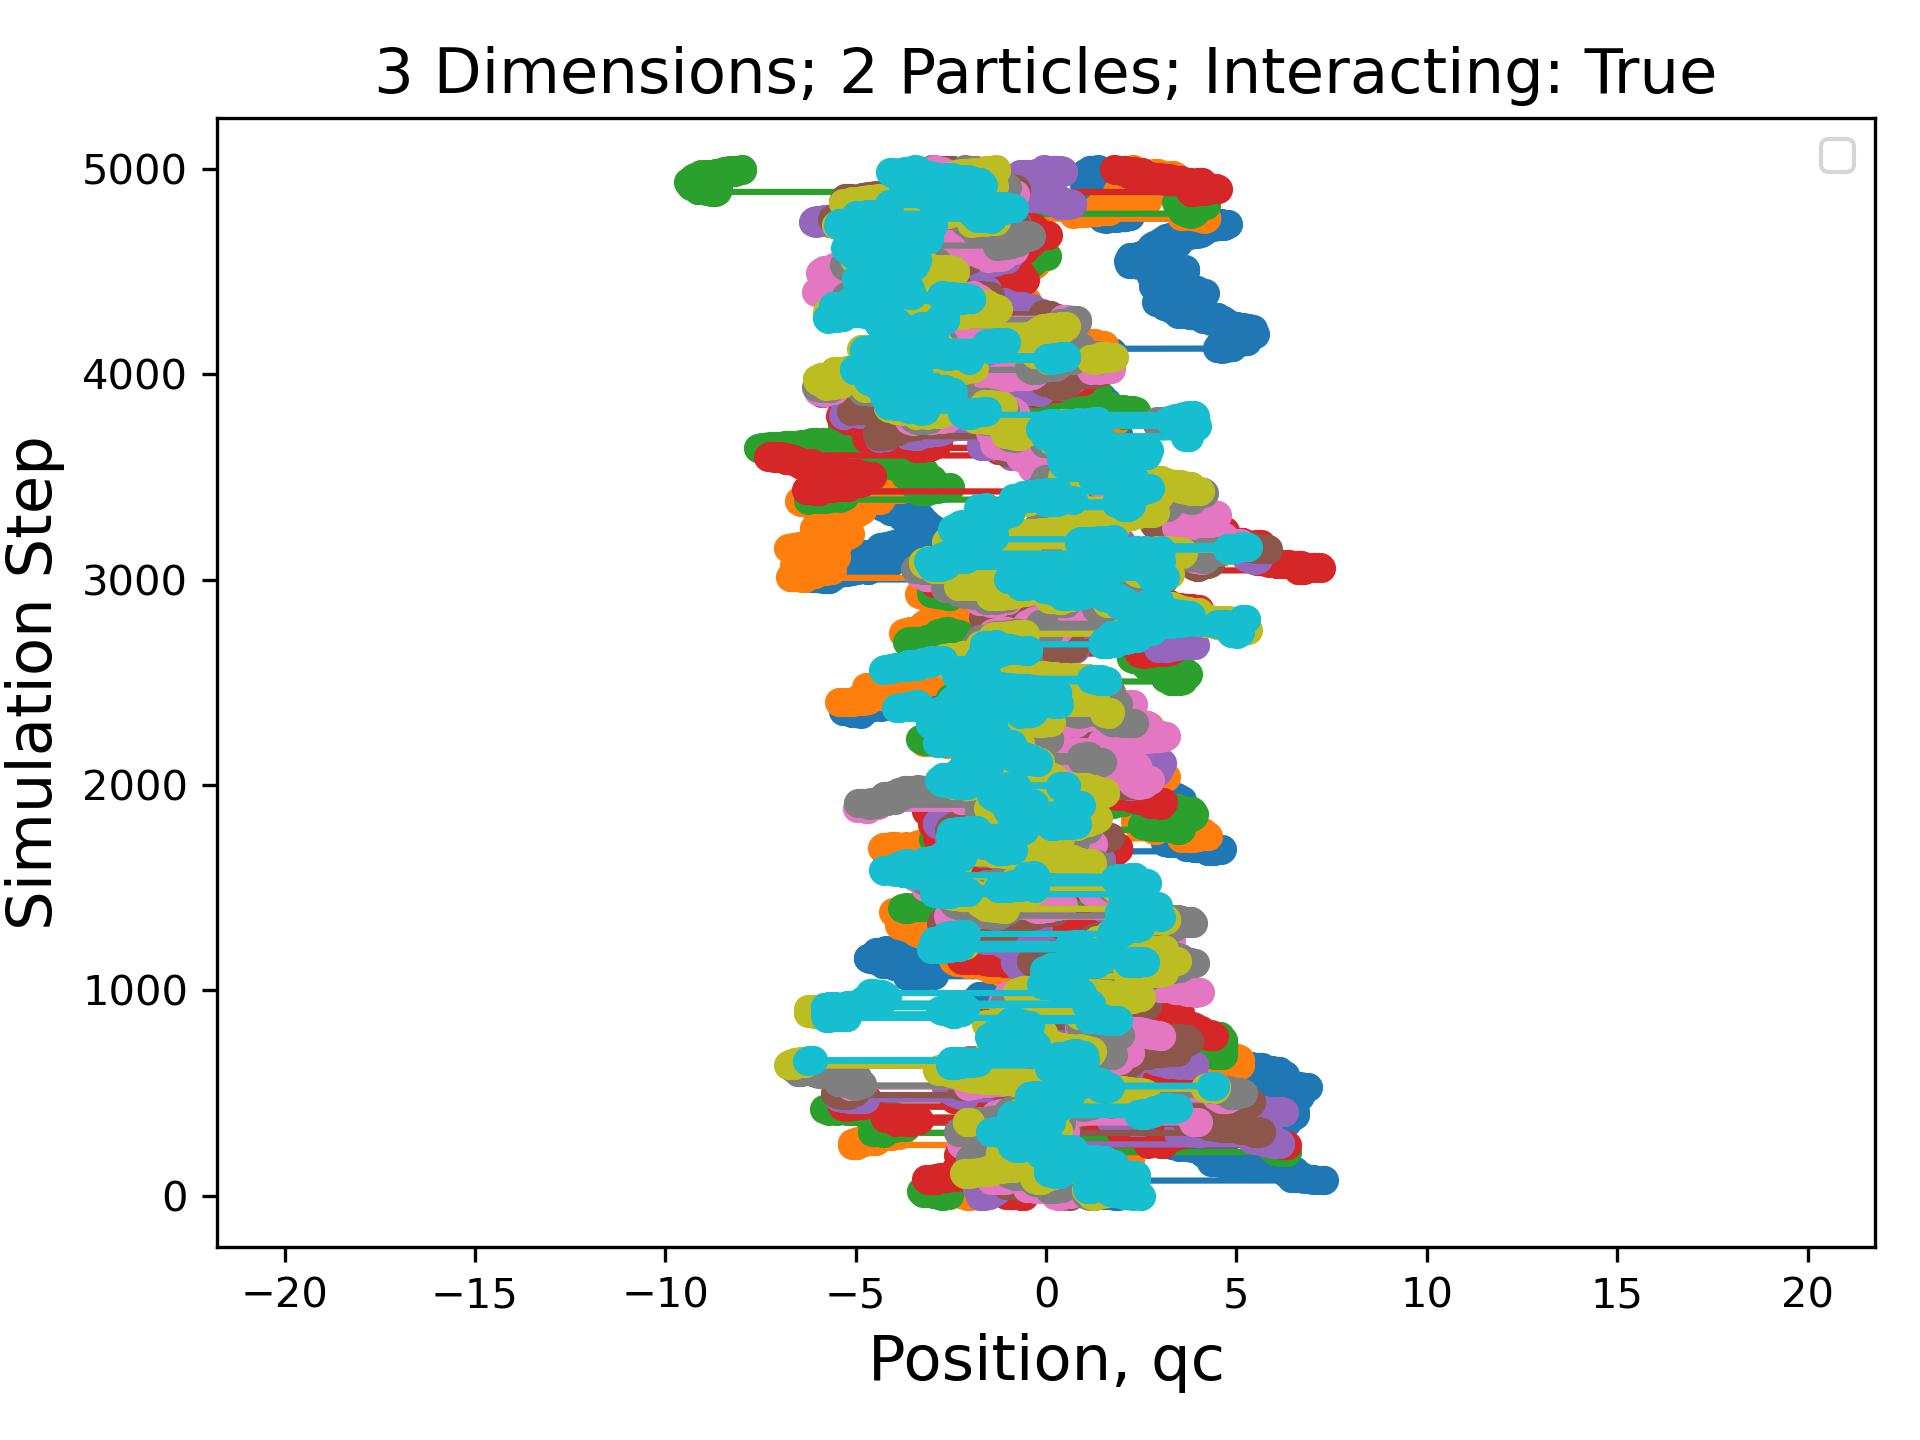 3 Dimensions; 2 Particles; Interacting: True
Simulation Step
5000
4000
3000
2000
1000
0
−20 −15 −10 −5 0 5 10 15 20
Position, qc